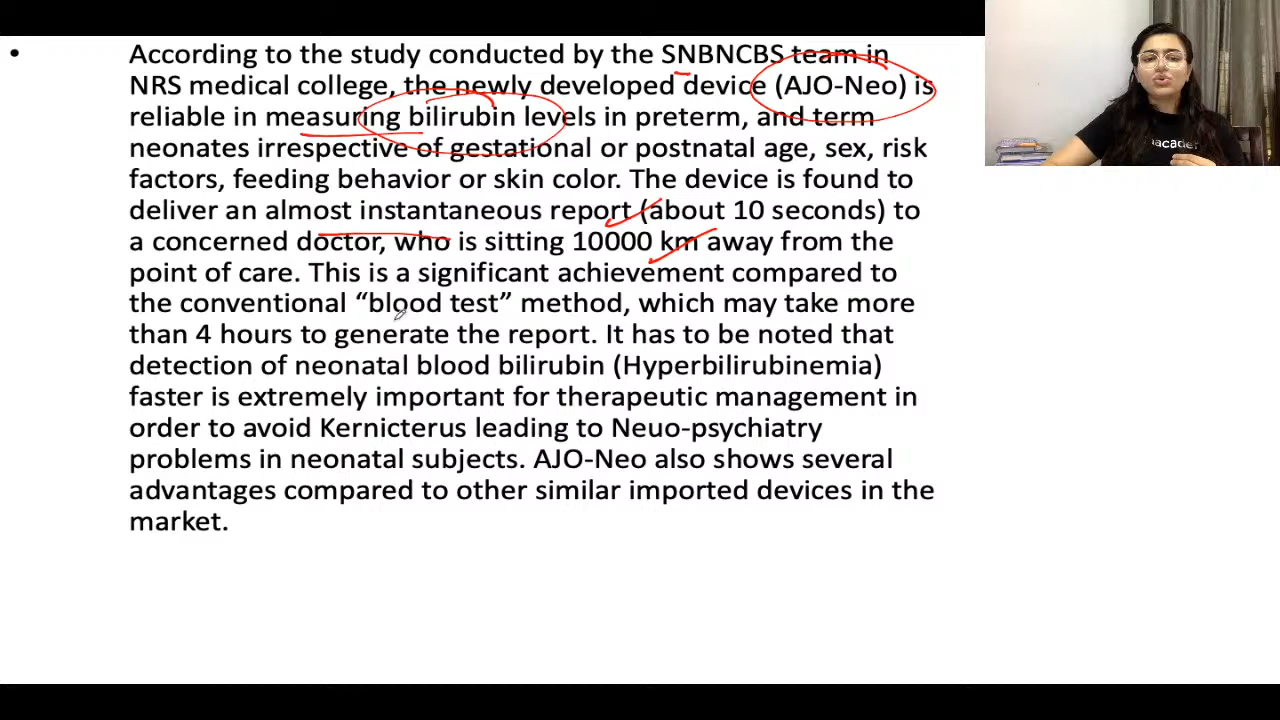 • According to the study conducted by the SNBNCBS team in
NRS medical college, the newly developed device (AJO-Neo) is
reliable in measuring bilirubin levels in preterm, and term
neonates irrespective of gestational or postnatal age, sex, risk
factors, feeding behavior or skin color. The device is found to
deliver an almost instantaneous report (about 10 seconds) to
a concerned doctor, who is sitting 10000 km away from the
point of care. This is a significant achievement compared to
the conventional “blood test” method, which may take more
than 4 hours to generate the report. It has to be noted that
detection of neonatal blood bilirubin (Hyperbilirubinemia)
faster is extremely important for therapeutic management in
order to avoid Kernicterus leading to Neuo-psychiatry
problems in neonatal subjects. AJO-Neo also shows several
advantages compared to other similar imported devices in the
market.